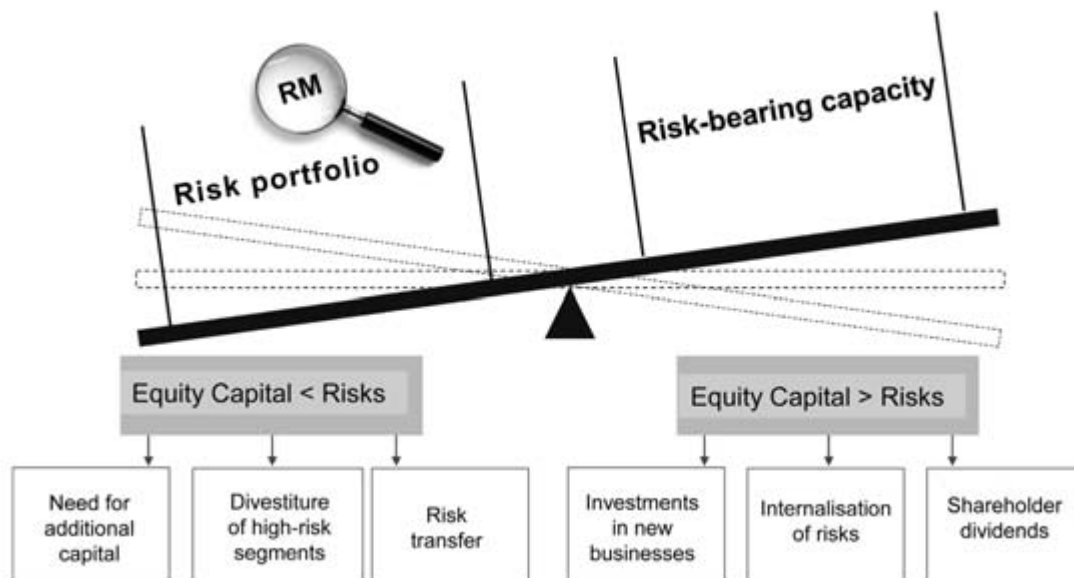 RM
Risk portfolio
Risk-bearing capacity
Equity Capital < Risks
Equity Capital > Risks
Need for
additional
capital
Divestiture
of high-risk
segments
Risk
transfer
Investments
in new
businesses
Internalisation
of risks
Shareholder
dividends